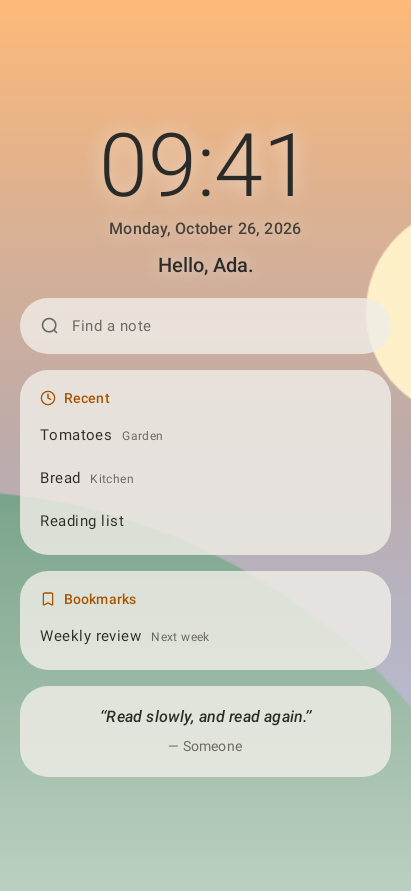 09:41
Monday, October 26, 2026
Hello, Ada.
Find a note
Recent
Tomatoes Garden
Bread Kitchen
Reading list
Bookmarks
Weekly review Next week
“Read slowly, and read again.”
— Someone